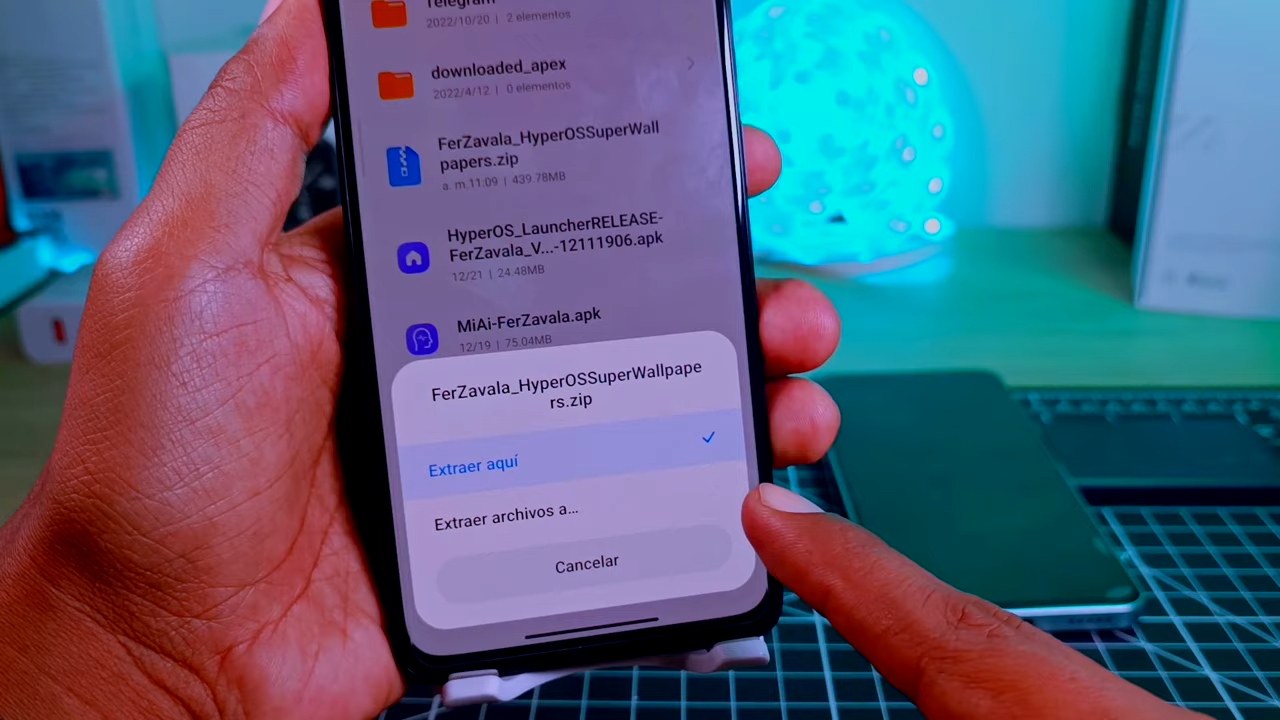 Telegram
2022/10/20 | 2 elementos
downloaded_apex
2022/4/12 | 0 elementos
FerZavala_HyperOSSuperWall
papers.zip
a. m.11:09 | 439.78MB
HyperOS_LauncherRELEASE-
FerZavala_V...-12111906.apk
12/21 | 24.48MB
MiAi-FerZavala.apk
12/19 | 75.04MB
FerZavala_HyperOSSuperWallpape
rs.zip
Extraer aquí
Extraer archivos a...
Cancelar